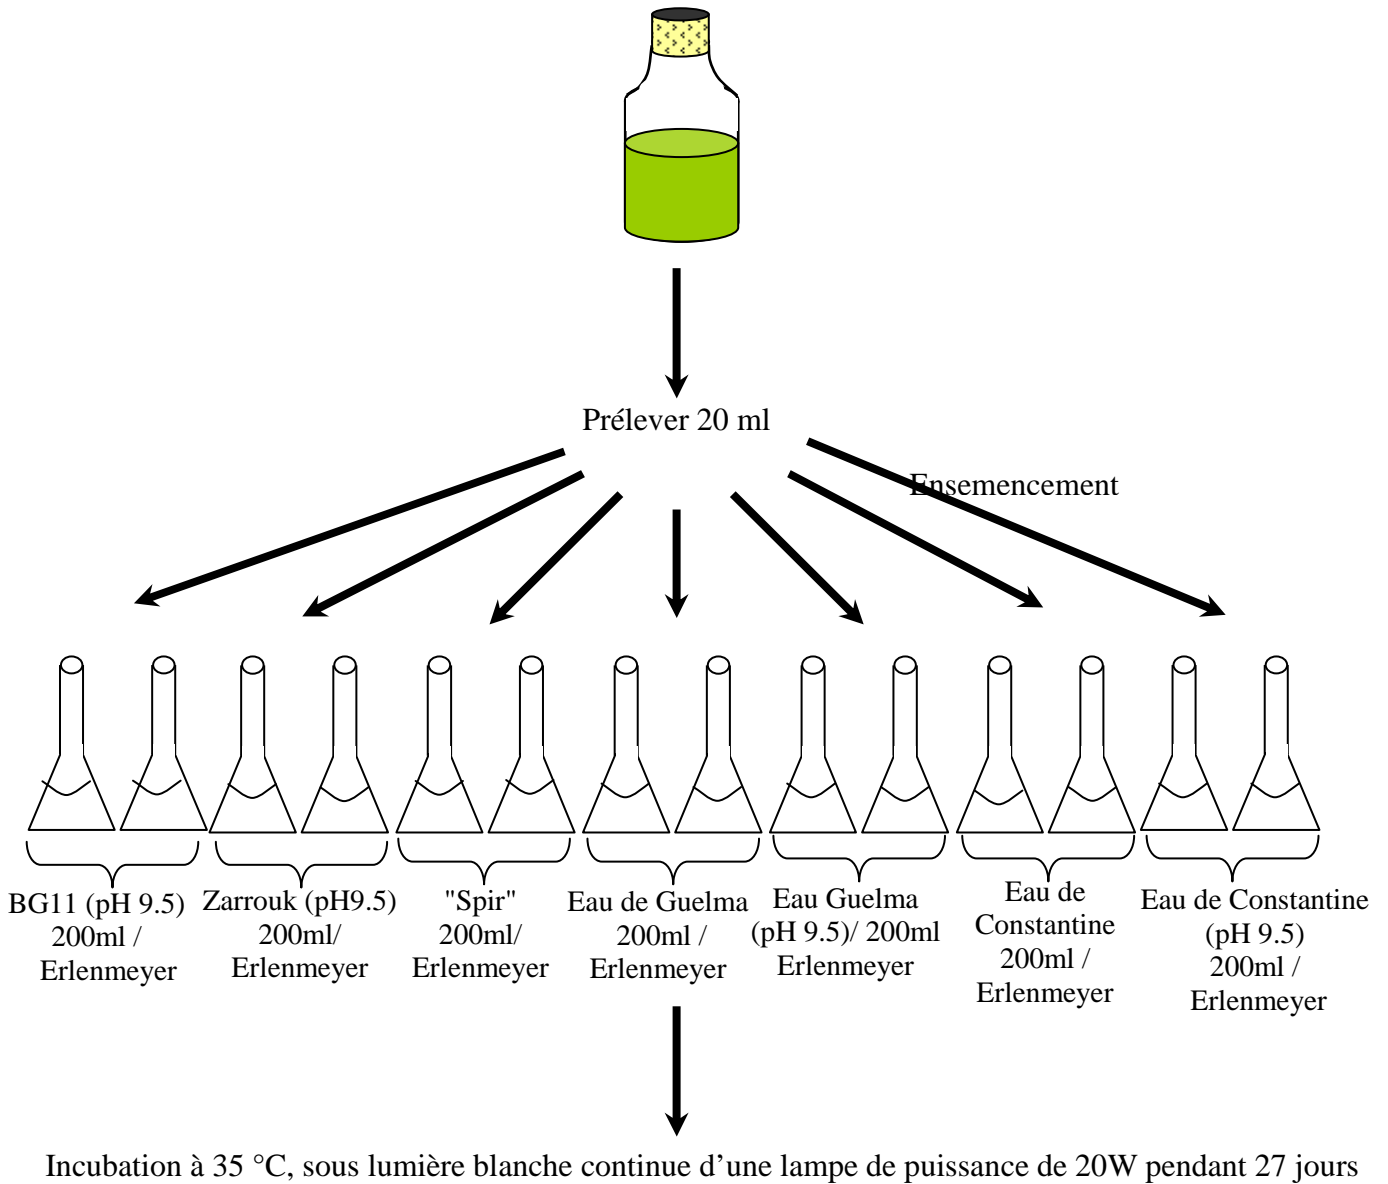 Prélever 20 ml
Ensemencement
BG11 (pH 9.5)
200ml /
Erlenmeyer
Zarrouk (pH9.5)
200ml/
Erlenmeyer
"Spir"
200ml/
Erlenmeyer
Eau de Guelma
200ml /
Erlenmeyer
Eau Guelma
(pH 9.5)/ 200ml
Erlenmeyer
Eau de
Constantine
200ml /
Erlenmeyer
Eau de Constantine
(pH 9.5)
200ml /
Erlenmeyer
Incubation à 35 °C, sous lumière blanche continue d’une lampe de puissance de 20W pendant 27 jours